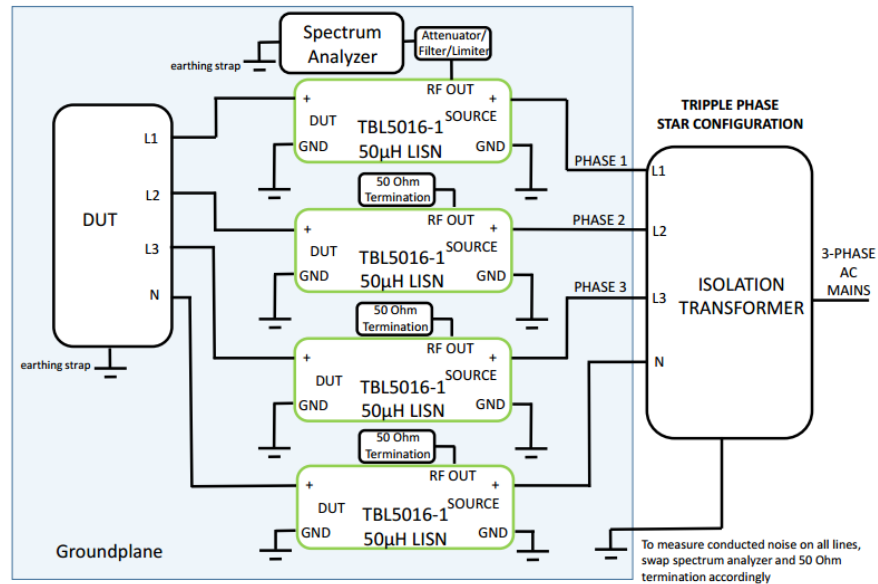 Spectrum
Analyzer
Attenuator/
Filter/Limiter
earthing strap
RF OUT
+
+
DUT
SOURCE
TBL5016-1
GND
GND
50µH LISN
TRIPPLE PHASE
STAR CONFIGURATION
L1
PHASE 1
L1
50 Ohm
Termination
RF OUT
+
+
DUT
SOURCE
TBL5016-1
GND
GND
50µH LISN
L2
DUT
PHASE 2
L2
L3
PHASE 3
L3
ISOLATION
TRANSFORMER
3-PHASE
AC
MAINS
N
50 Ohm
Termination
RF OUT
+
+
DUT
SOURCE
TBL5016-1
GND
GND
50µH LISN
N
earthing strap
50 Ohm
Termination
RF OUT
+
+
DUT
SOURCE
TBL5016-1
GND
GND
50µH LISN
Groundplane
To measure conducted noise on all lines,
swap spectrum analyzer and 50 Ohm
termination accordingly